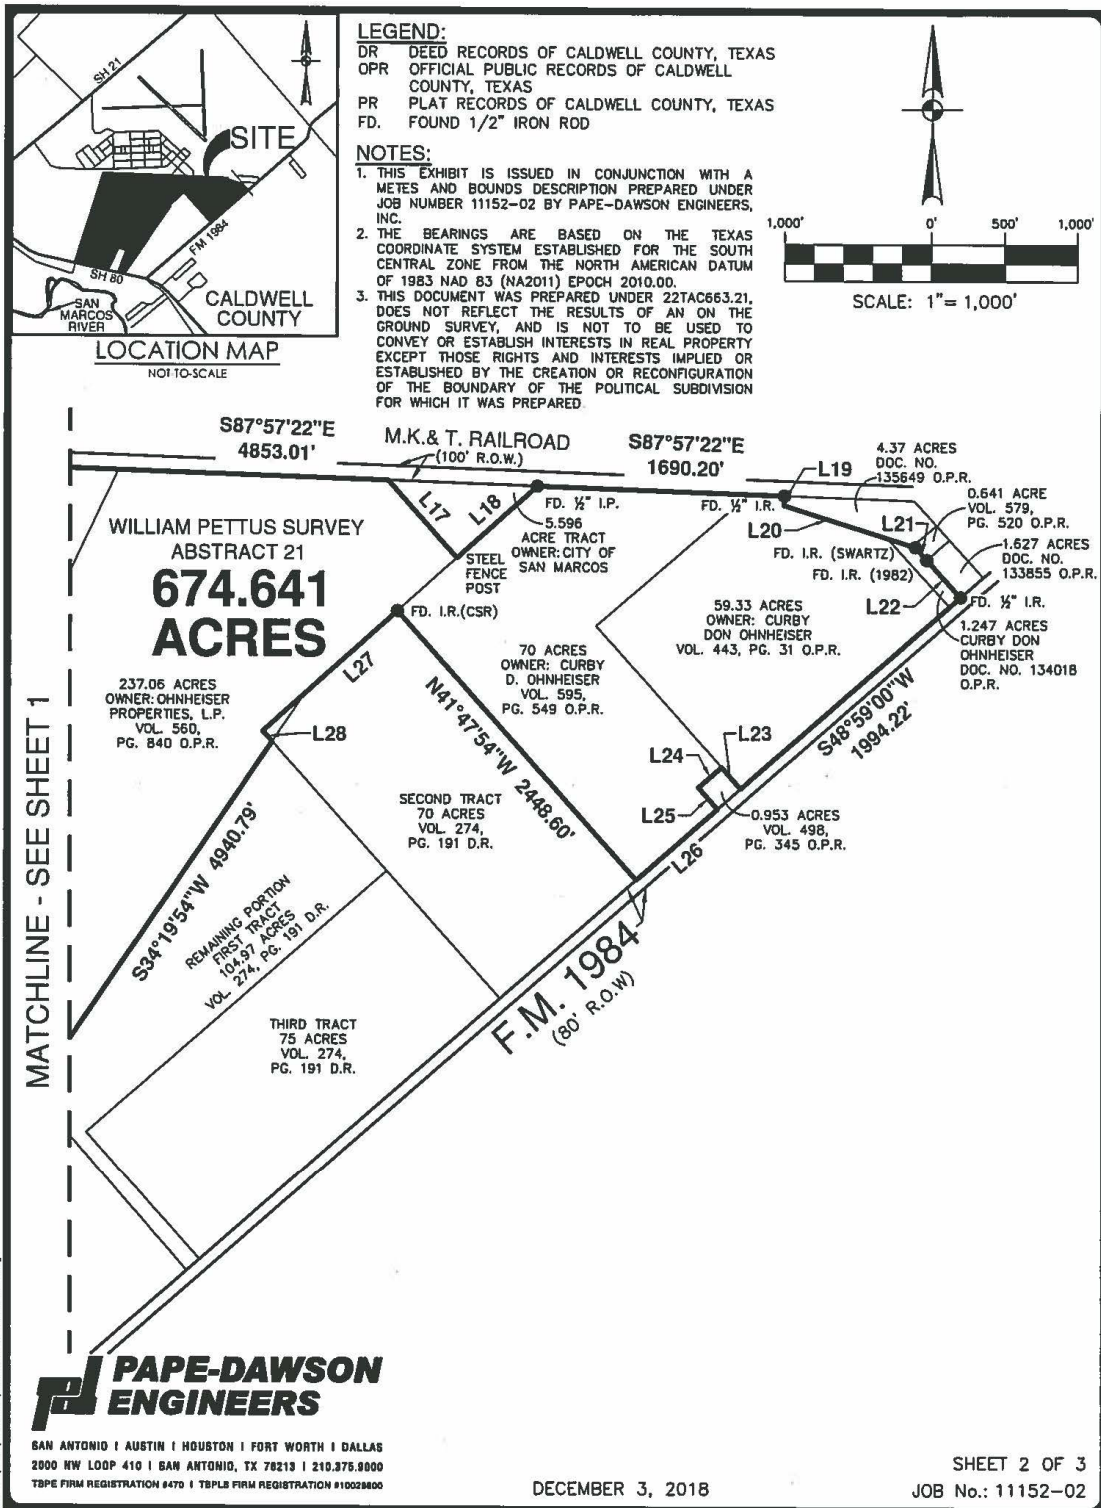 SH 21
SITE
FM 1984
SH 80
SAN
MARCOS
RIVER
CALDWELL
COUNTY
LOCATION MAP
NOT-TO-SCALE
LEGEND:
DR DEED RECORDS OF CALDWELL COUNTY, TEXAS
OPR OFFICIAL PUBLIC RECORDS OF CALDWELL
COUNTY, TEXAS
PR PLAT RECORDS OF CALDWELL COUNTY, TEXAS
FD. FOUND 1/2" IRON ROD
NOTES:
1. THIS EXHIBIT IS ISSUED IN CONJUNCTION WITH A
METES AND BOUNDS DESCRIPTION PREPARED UNDER
JOB NUMBER 11152-02 BY PAPE-DAWSON ENGINEERS,
INC.
2. THE BEARINGS ARE BASED ON THE TEXAS
COORDINATE SYSTEM ESTABLISHED FOR THE SOUTH
CENTRAL ZONE FROM THE NORTH AMERICAN DATUM
OF 1983 NAD 83 (NA2011) EPOCH 2010.00.
3. THIS DOCUMENT WAS PREPARED UNDER 22TAC663.21,
DOES NOT REFLECT THE RESULTS OF AN ON THE
GROUND SURVEY, AND IS NOT TO BE USED TO
CONVEY OR ESTABLISH INTERESTS IN REAL PROPERTY
EXCEPT THOSE RIGHTS AND INTERESTS IMPLIED OR
ESTABLISHED BY THE CREATION OR RECONFIGURATION
OF THE BOUNDARY OF THE POLITICAL SUBDIVISION
FOR WHICH IT WAS PREPARED
1,000' 0' 500' 1,000'
SCALE: 1"= 1,000'
S87°57'22"E
4853.01'
M.K.& T. RAILROAD
(100' R.O.W.)
S87°57'22"E
1690.20'
L19
4.37 ACRES
DOC. NO.
135649 O.P.R.
0.641 ACRE
VOL. 579,
PG. 520 O.P.R.
1.627 ACRES
DOC. NO.
133855 O.P.R.
L17
L18
FD. ½" I.P.
FD. ½" I.R.
L20
L21
FD. I.R. (SWARTZ)
FD. I.R. (1982)
L22
FD. ½" I.R.
1.247 ACRES
CURBY DON
OHNHEISER
DOC. NO. 134018
O.P.R.
5.596
ACRE TRACT
OWNER: CITY OF
SAN MARCOS
STEEL
FENCE
POST
WILLIAM PETTUS SURVEY
ABSTRACT 21
674.641
ACRES
FD. I.R.(CSR)
59.33 ACRES
OWNER: CURBY
DON OHNHEISER
VOL. 443, PG. 31 O.P.R.
70 ACRES
OWNER: CURBY
D. OHNHEISER
VOL. 595,
PG. 549 O.P.R.
L27
237.06 ACRES
OWNER: OHNHEISER
PROPERTIES, L.P.
VOL. 560,
PG. 840 O.P.R.
L28
N41°47'54"W 2448.60'
S48°59'00"W
1994.22'
L23
L24
L25
L26
0.953 ACRES
VOL. 498,
PG. 345 O.P.R.
SECOND TRACT
70 ACRES
VOL. 274,
PG. 191 D.R.
S34°19'54"W 4940.79'
REMAINING PORTION
FIRST TRACT
104.97 ACRES
VOL. 274, PG. 191 D.R.
THIRD TRACT
75 ACRES
VOL. 274,
PG. 191 D.R.
F.M. 1984
(80' R.O.W)
MATCHLINE - SEE SHEET 1
PAPE-DAWSON
ENGINEERS
SAN ANTONIO I AUSTIN I HOUSTON I FORT WORTH I DALLAS
2000 NW LOOP 410 I SAN ANTONIO, TX 78213 I 210.375.9000
TBPE FIRM REGISTRATION #470 I TBPLS FIRM REGISTRATION #10028800
DECEMBER 3, 2018
SHEET 2 OF 3
JOB No.: 11152-02